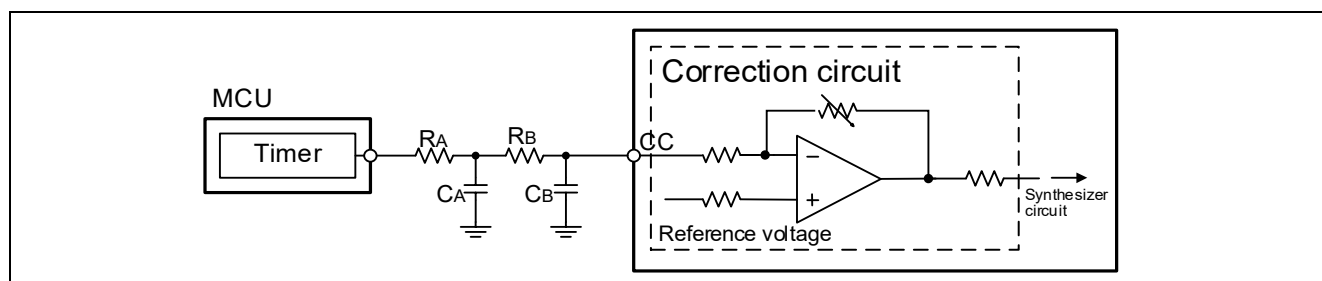 Correction circuit
MCU
Timer
RA
RB
CC
CA
CB
−
+
Reference voltage
Synthesizer
circuit